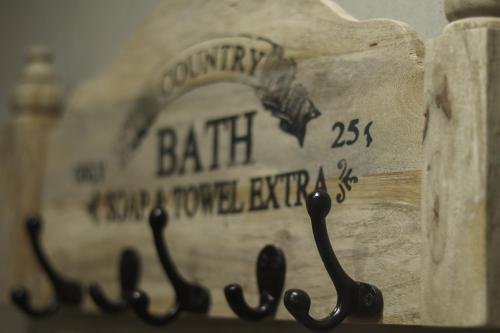 COUNTRY
BATH 25¢
SOAP & TOWEL EXTRA